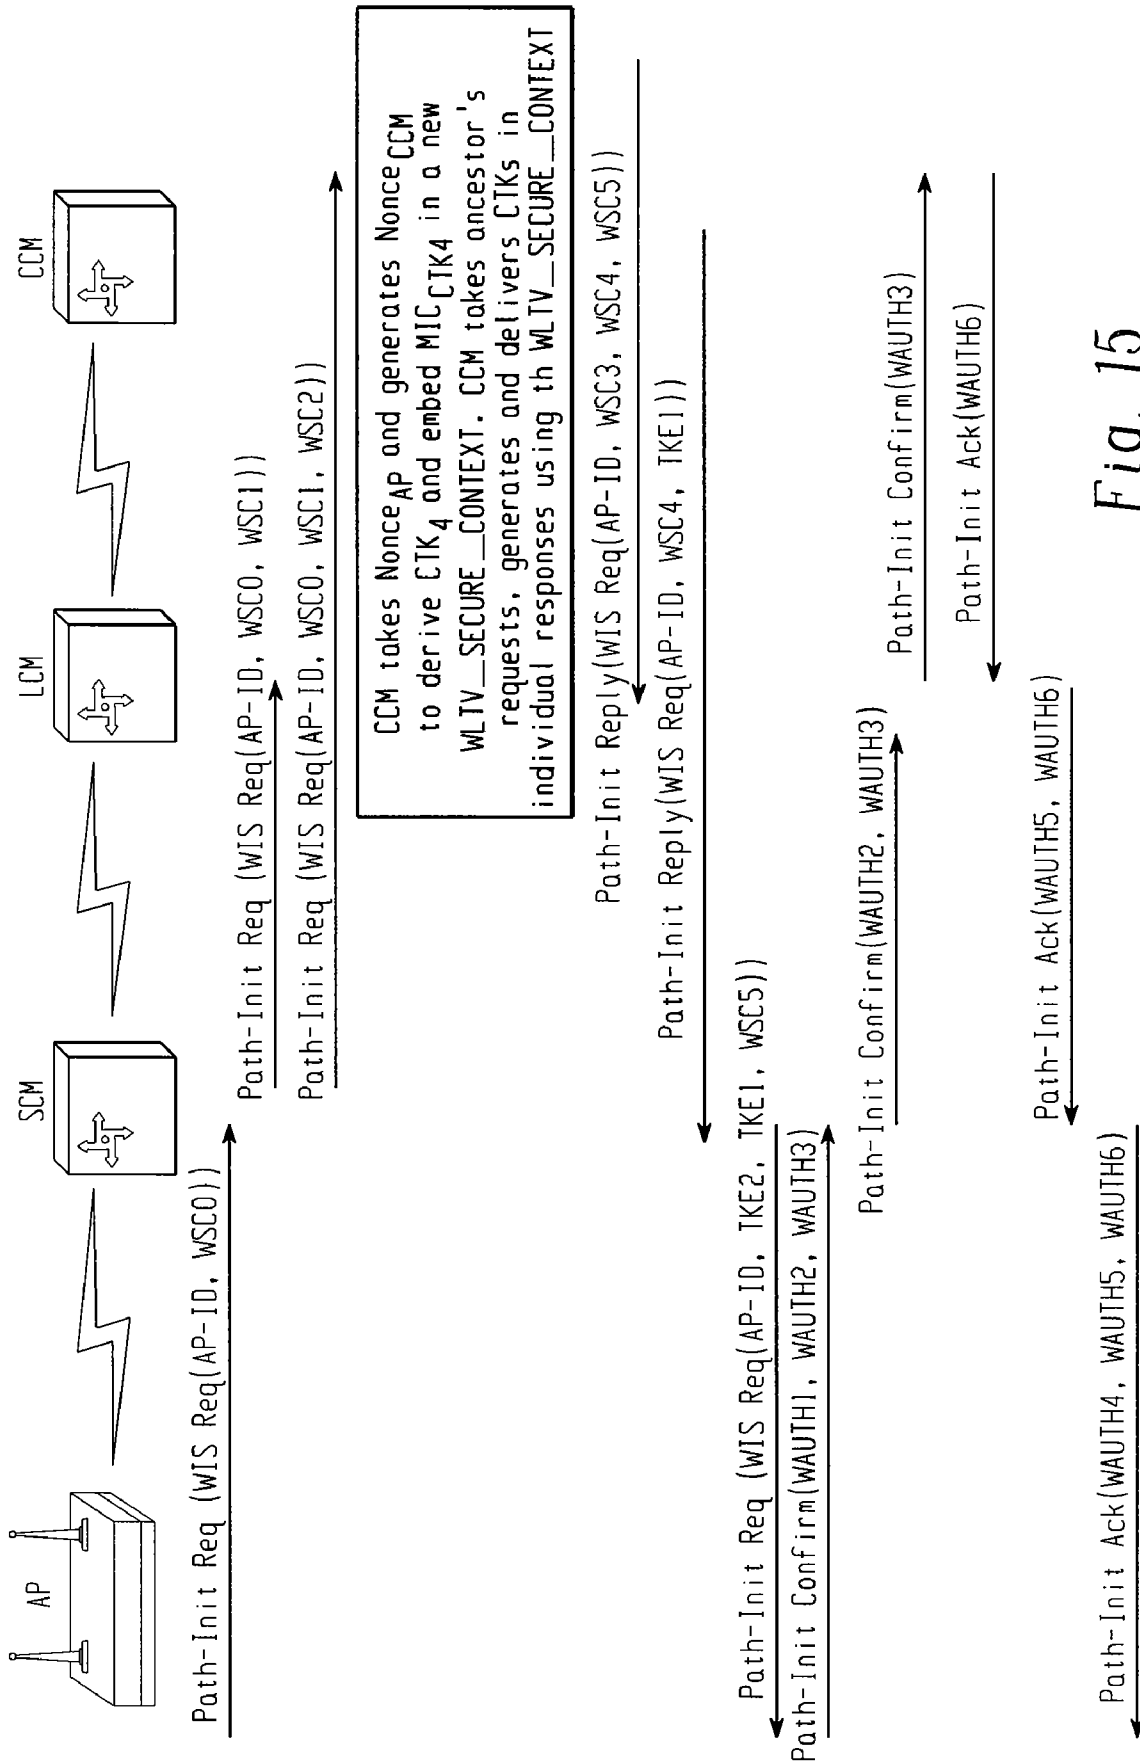 AP
SCM
LCM
CCM
Path-Init Req (WIS Req(AP-ID, WSC0))
Path-Init Req (WIS Req(AP-ID, WSC0, WSC1))
Path-Init Req (WIS Req(AP-ID, WSC0, WSC1, WSC2))
CCM takes Nonce AP and generates Nonce CCM
to derive CTK4 and embed MIC CTK4 in a new
WLTV_SECURE_CONTEXT. CCM takes ancestor's
requests, generates and delivers CTKs in
individual responses using th WLTV_SECURE_CONTEXT
Path-Init Reply(WIS Req(AP-ID, WSC3, WSC4, WSC5))
Path-Init Reply(WIS Req(AP-ID, WSC4, TKE1))
Path-Init Req (WIS Req(AP-ID, TKE2, TKE1, WSC5))
Path-Init Confirm(WAUTH1, WAUTH2, WAUTH3)
Path-Init Confirm(WAUTH2, WAUTH3)
Path-Init Confirm(WAUTH3)
Path-Init Ack(WAUTH6)
Path-Init Ack(WAUTH5, WAUTH6)
Path-Init Ack(WAUTH4, WAUTH5, WAUTH6)
Fig. 15